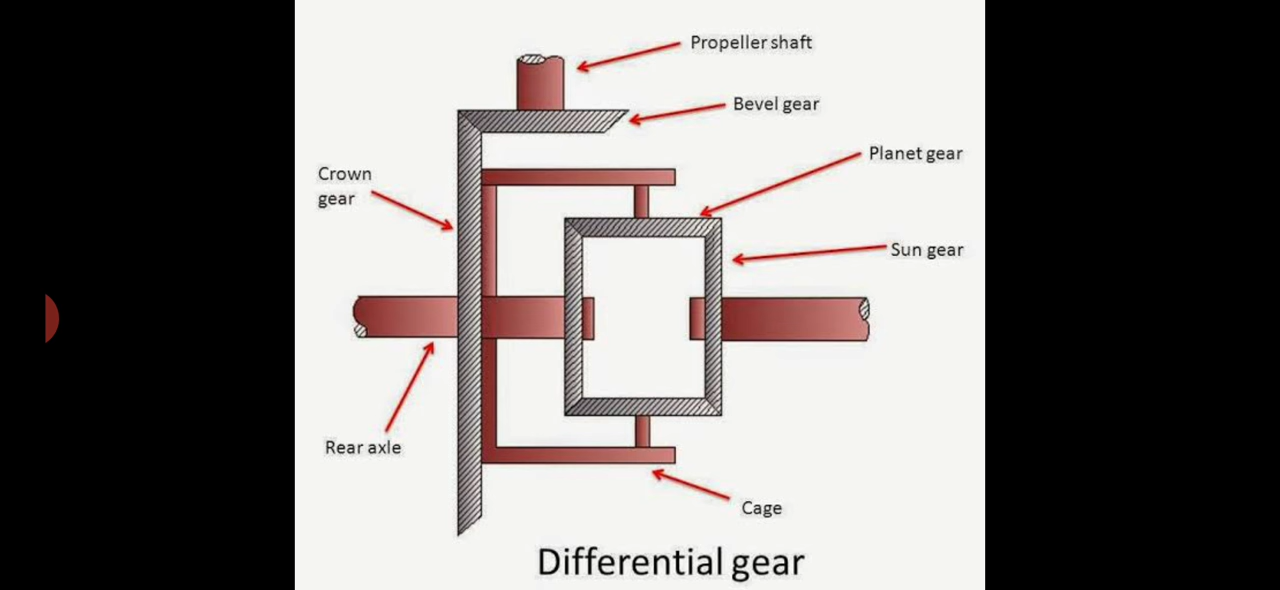 Propeller shaft
Bevel gear
Planet gear
Crown
gear
Sun gear
Rear axle
Cage
Differential gear